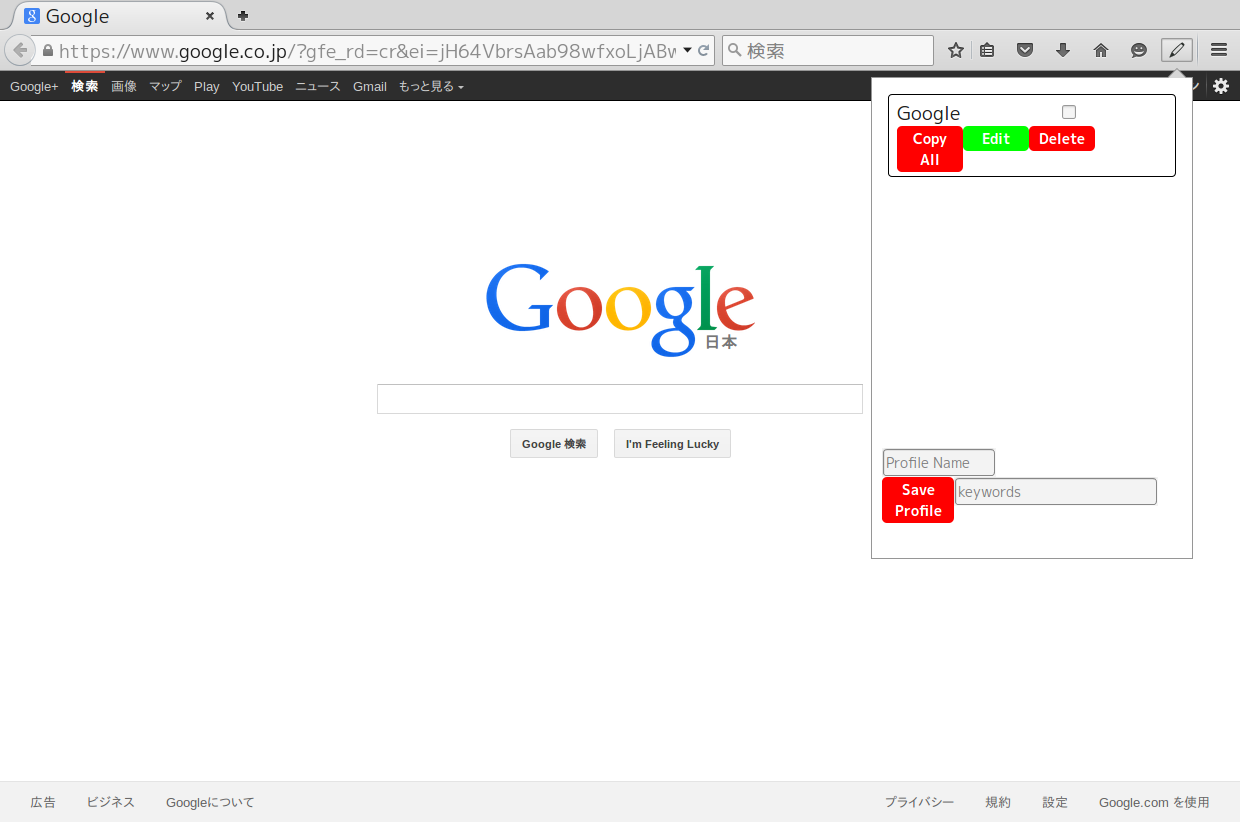 Google
https://www.google.co.jp/?gfe_rd=cr&ei=jH64VbrsAab98wfxoLjABw
検索
Google+ 検索 画像 マップ Play YouTube ニュース Gmail もっと見る
Google
Copy All
Edit
Delete
Google
日本
Google 検索
I'm Feeling Lucky
Profile Name
Save Profile
keywords
広告 ビジネス Googleについて プライバシー 規約 設定 Google.com を使用